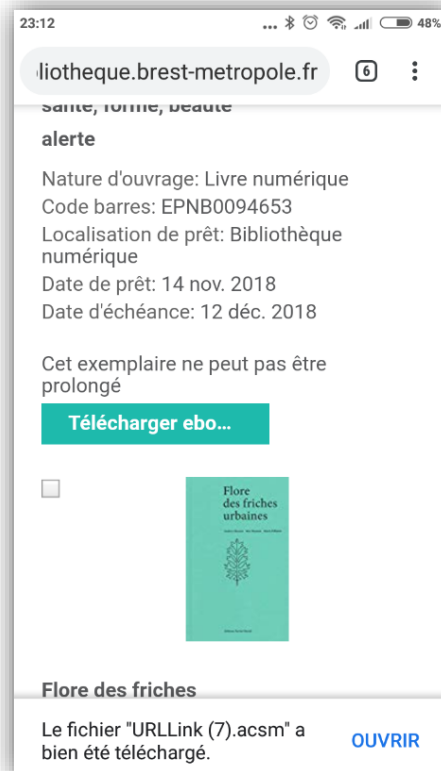 23:12
... 48%
liotheque.brest-metropole.fr 6
santé, forme, beauté
alerte
Nature d'ouvrage: Livre numérique
Code barres: EPNB0094653
Localisation de prêt: Bibliothèque
numérique
Date de prêt: 14 nov. 2018
Date d'échéance: 12 déc. 2018
Cet exemplaire ne peut pas être
prolongé
Télécharger ebo...
Flore
des friches
urbaines
Flore des friches
Le fichier "URLLink (7).acsm" a
bien été téléchargé.
OUVRIR